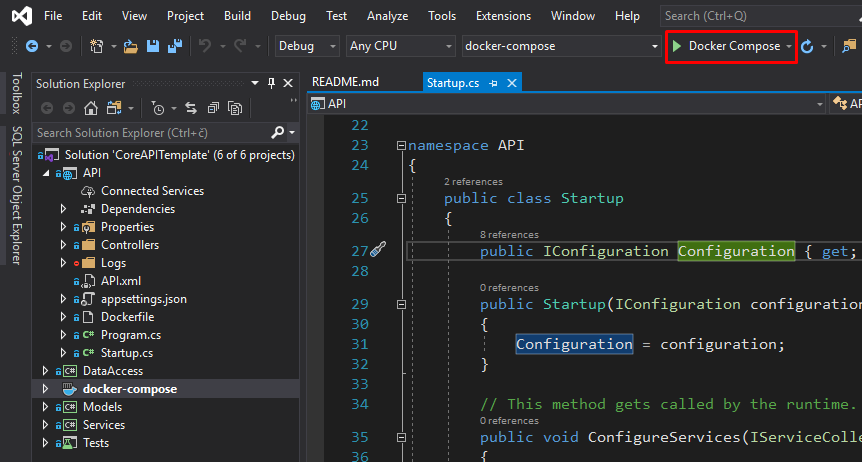 File Edit View Project Build Debug Test Analyze Tools Extensions Window Help Search (Ctrl+Q)
Debug Any CPU docker-compose Docker Compose
Toolbox
SQL Server Object Explorer
Solution Explorer
Search Solution Explorer (Ctrl+č)
Solution 'CoreAPITemplate' (6 of 6 projects)
API
Connected Services
Dependencies
Properties
Controllers
Logs
API.xml
appsettings.json
Dockerfile
C# Program.cs
C# Startup.cs
C# DataAccess
docker-compose
C# Models
C# Services
Tests
README.md Startup.cs
API AP
22
23 namespace API
24 {
2 references
25 public class Startup
26 {
8 references
27 public IConfiguration Configuration { get;
28
0 references
29 public Startup(IConfiguration configuration
30 {
31 Configuration = configuration;
32 }
33
34 // This method gets called by the runtime.
0 references
35 public void ConfigureServices(IServiceColle
36 {